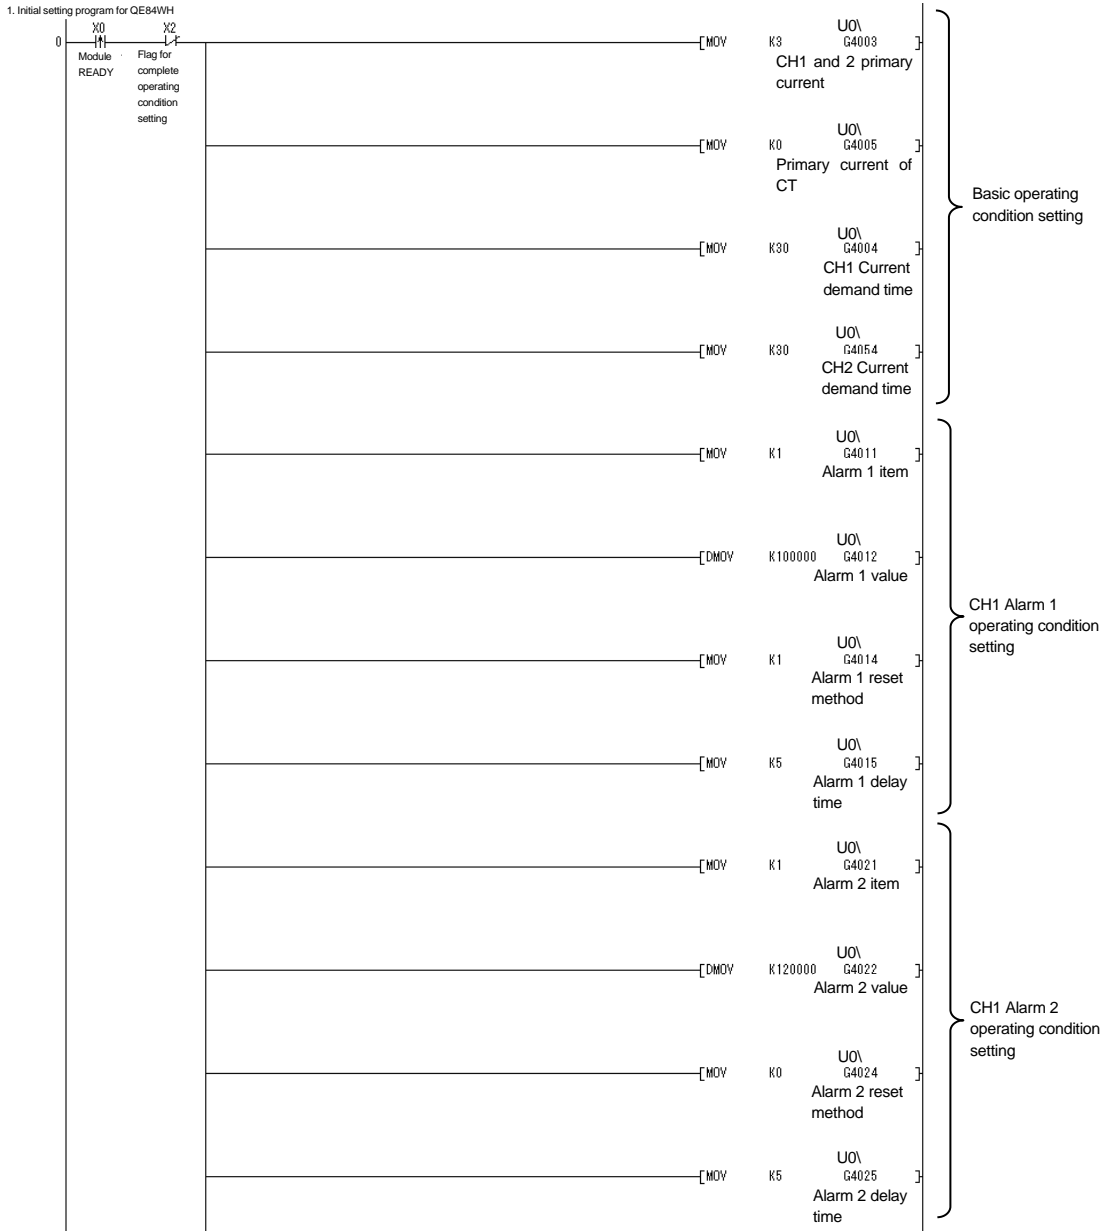 1. Initial setting program for QE84WH
X0 X2
0
Module
READY
Flag for
complete
operating
condition
setting
U0\
[MOV K3 G4003 ]
CH1 and 2 primary
current
U0\
[MOV K0 G4005 ]
Primary current of
CT
U0\
[MOV K30 G4004 ]
CH1 Current
demand time
U0\
[MOV K30 G4054 ]
CH2 Current
demand time
Basic operating
condition setting
U0\
[MOV K1 G4011 ]
Alarm 1 item
U0\
[DMOV K100000 G4012 ]
Alarm 1 value
U0\
[MOV K1 G4014 ]
Alarm 1 reset
method
U0\
[MOV K5 G4015 ]
Alarm 1 delay
time
CH1 Alarm 1
operating condition
setting
U0\
[MOV K1 G4021 ]
Alarm 2 item
U0\
[DMOV K120000 G4022 ]
Alarm 2 value
U0\
[MOV K0 G4024 ]
Alarm 2 reset
method
U0\
[MOV K5 G4025 ]
Alarm 2 delay
time
CH1 Alarm 2
operating condition
setting